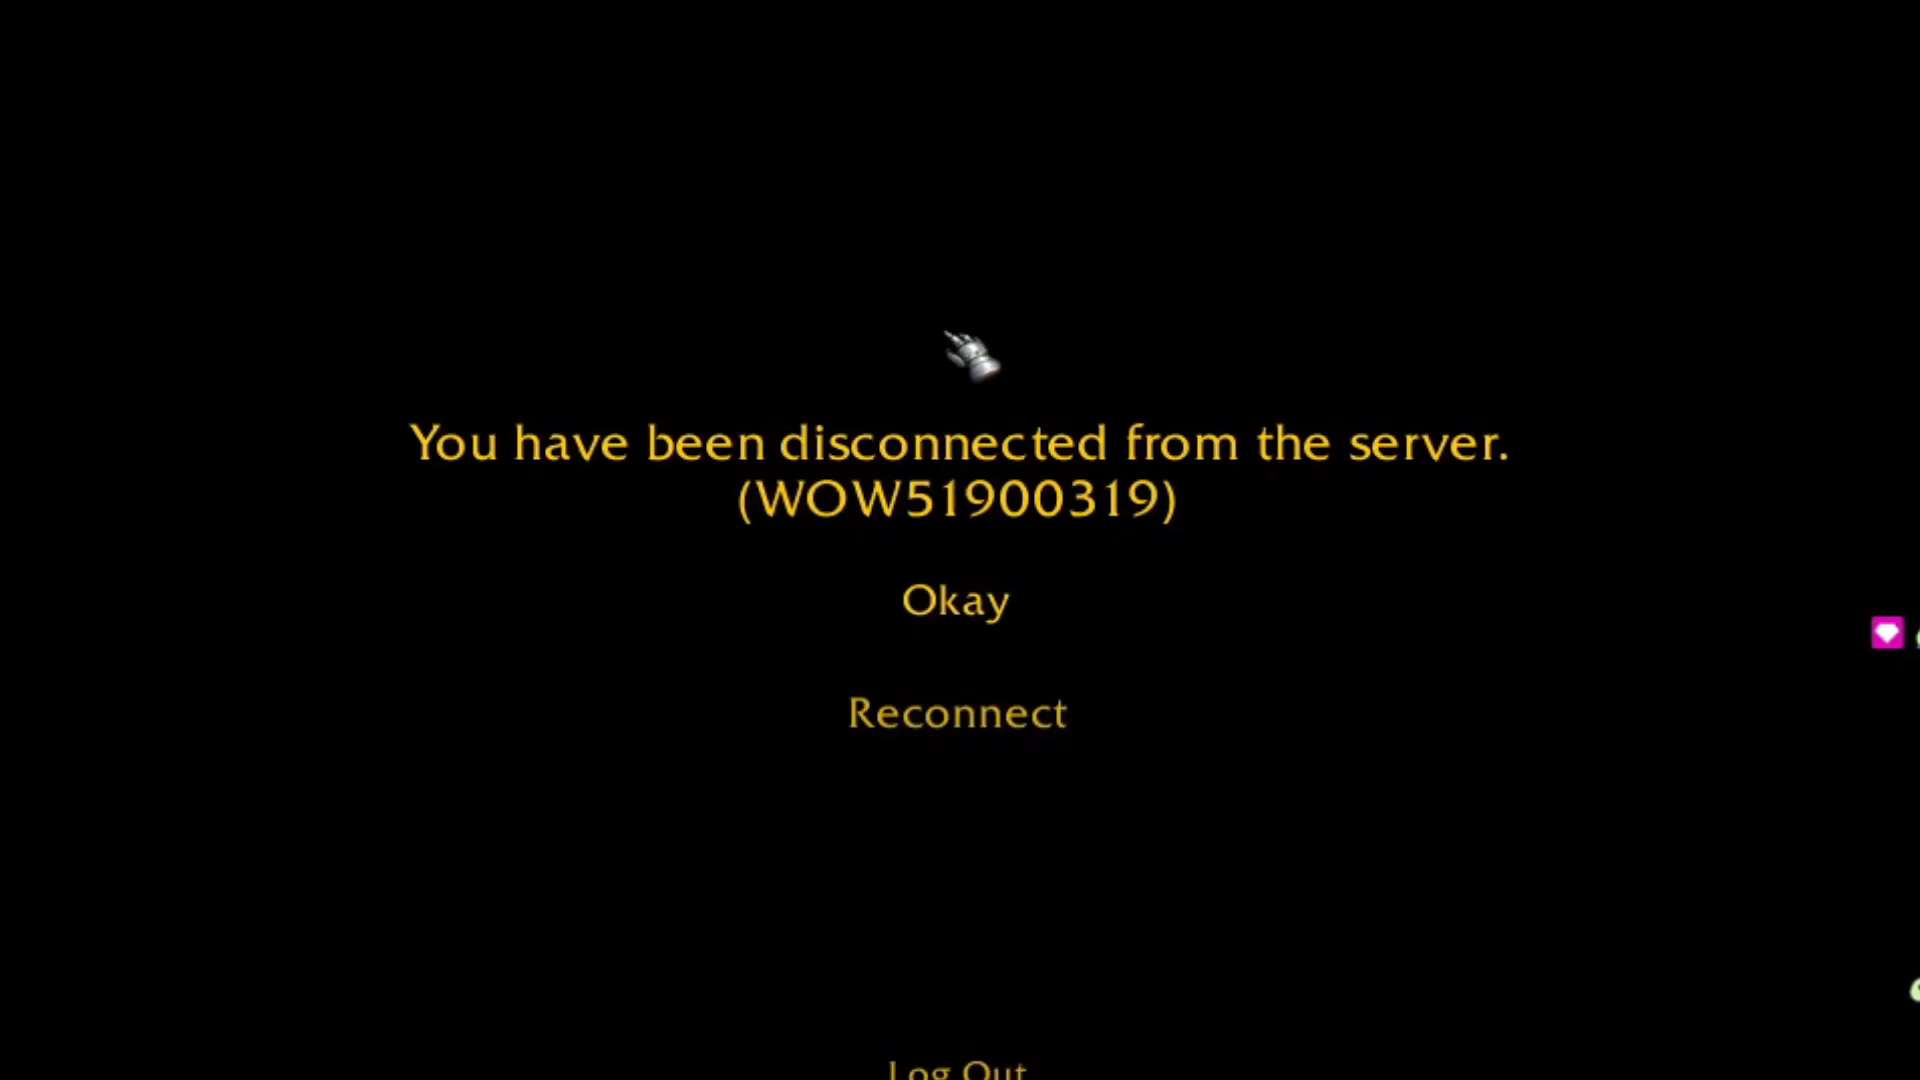 You have been disconnected from the server.
(WOW51900319)
Okay
Reconnect
Log Out